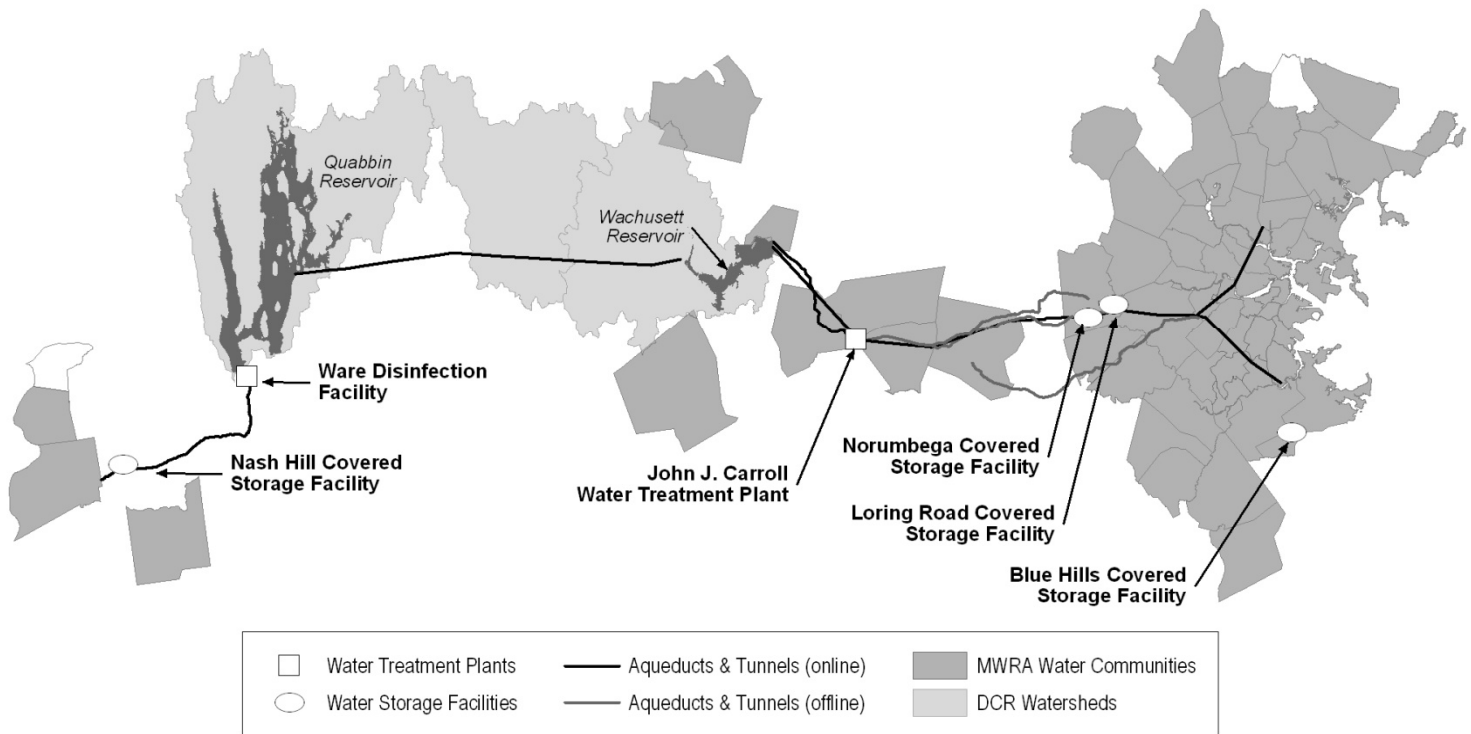 Quabbin
Reservoir
Wachusett
Reservoir
Ware Disinfection
Facility
Nash Hill Covered
Storage Facility
John J. Carroll
Water Treatment Plant
Norumbega Covered
Storage Facility
Loring Road Covered
Storage Facility
Blue Hills Covered
Storage Facility
Water Treatment Plants
Aqueducts & Tunnels (online)
MWRA Water Communities
Water Storage Facilities
Aqueducts & Tunnels (offline)
DCR Watersheds